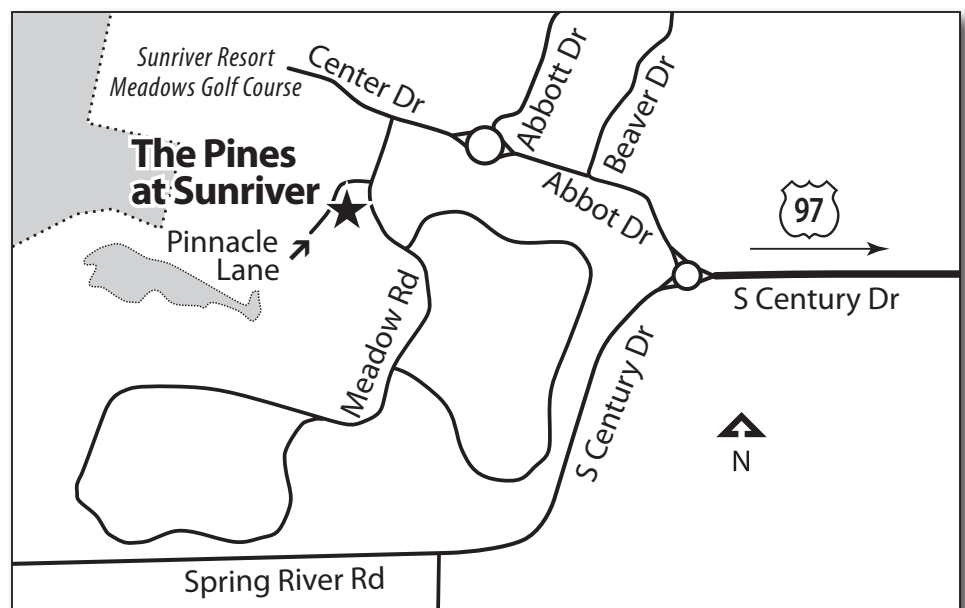 Sunriver Resort
Meadows Golf Course
Center Dr
Abbott Dr
Beaver Dr
The Pines
at Sunriver
Abbot Dr
97
Pinnacle
Lane
Meadow Rd
S Century Dr
S Century Dr
N
Spring River Rd